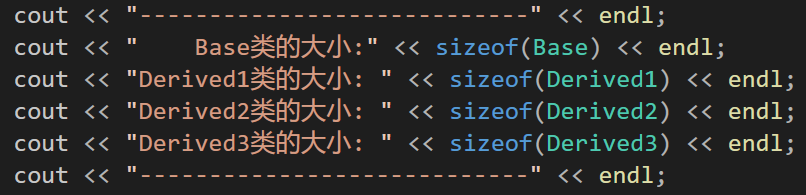 cout << "----------------------------" << endl;
cout << "    Base类的大小:" << sizeof(Base) << endl;
cout << "Derived1类的大小: " << sizeof(Derived1) << endl;
cout << "Derived2类的大小: " << sizeof(Derived2) << endl;
cout << "Derived3类的大小: " << sizeof(Derived3) << endl;
cout << "----------------------------" << endl;